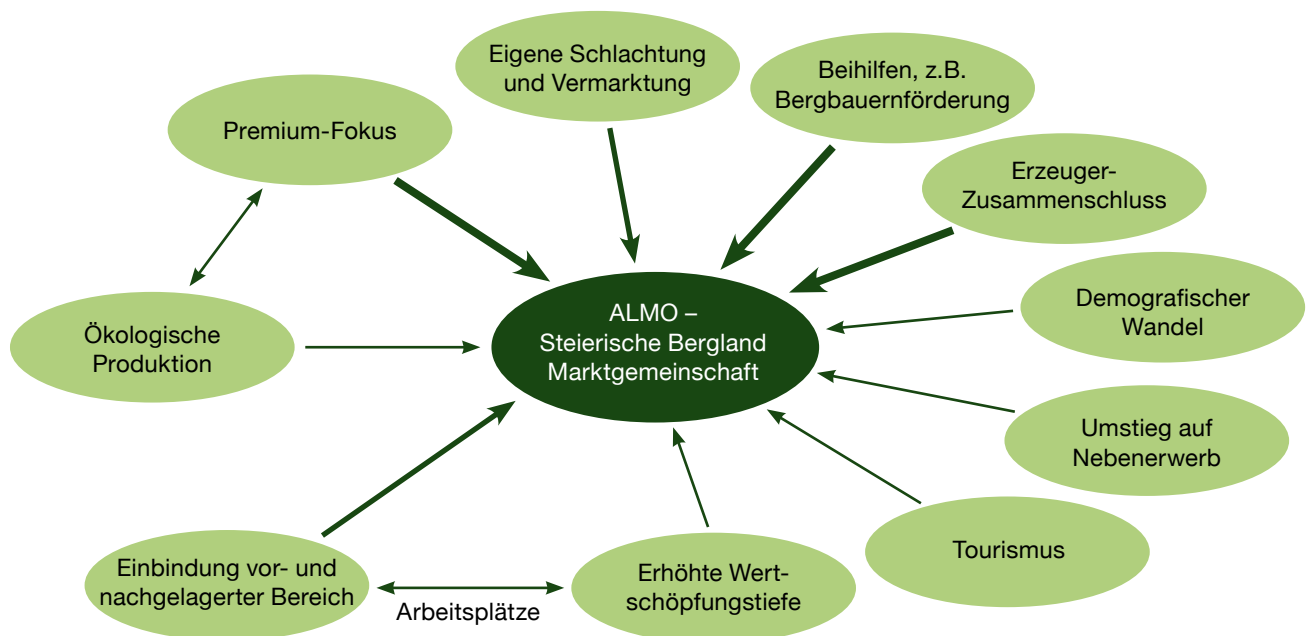 Eigene Schlachtung
und Vermarktung
Beihilfen, z.B.
Bergbauernförderung
Premium-Fokus
Erzeuger-
Zusammenschluss
ALMO –
Steierische Bergland
Marktgemeinschaft
Demografischer
Wandel
Ökologische
Produktion
Umstieg auf
Nebenerwerb
Tourismus
Einbindung vor- und
nachgelagerter Bereich
Arbeitsplätze
Erhöhte Wert-
schöpfungstiefe